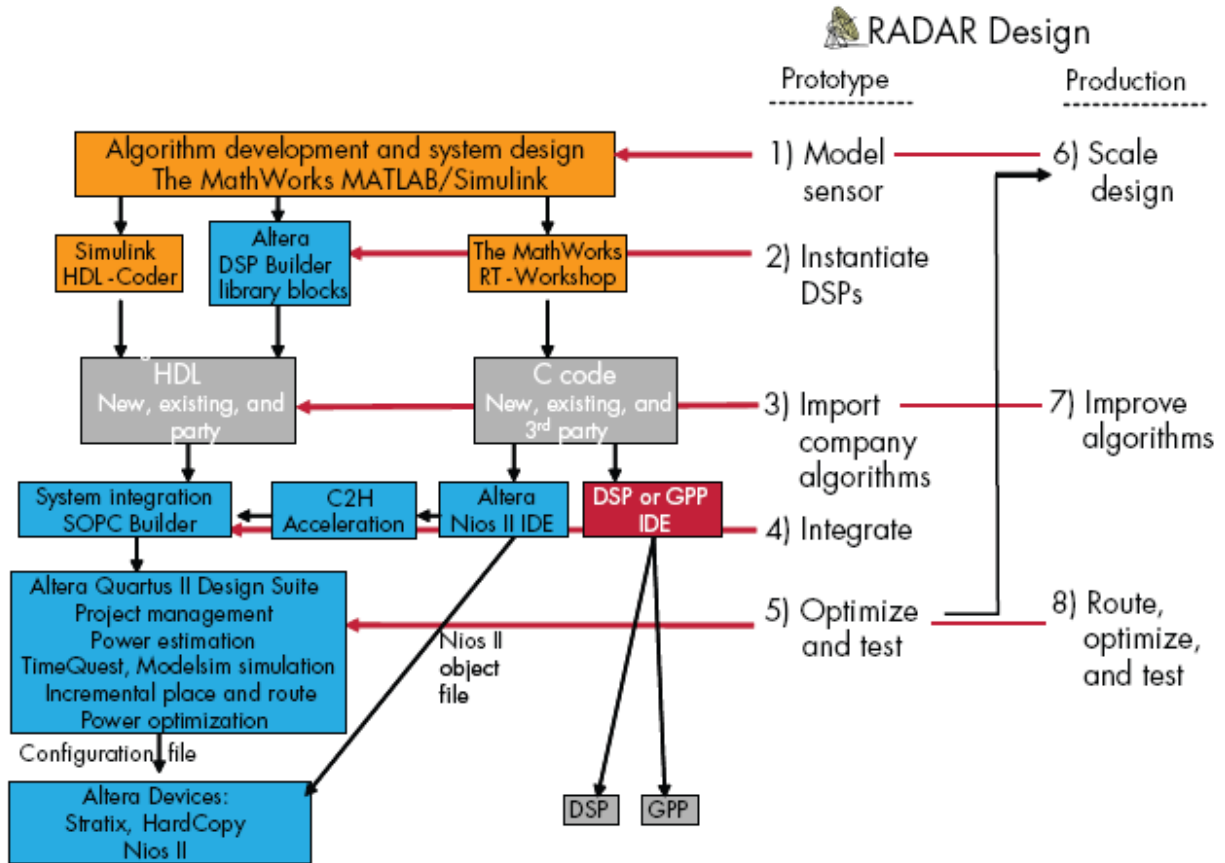 RADAR Design
Prototype
Production
Algorithm development and system design
The MathWorks MATLAB/Simulink
1) Model
sensor
6) Scale
design
Simulink
HDL-Coder
Altera
DSP Builder
library blocks
The MathWorks
RT-Workshop
2) Instantiate
DSPs
HDL
New, existing, and
party
C code
New, existing, and
3rd party
3) Import
company
algorithms
7) Improve
algorithms
System integration
SOPC Builder
C2H
Acceleration
Altera
Nios II IDE
DSP or GPP
IDE
4) Integrate
Altera Quartus II Design Suite
Project management
Power estimation
TimeQuest, Modelsim simulation
Incremental place and route
Power optimization
Nios II
object
file
5) Optimize
and test
8) Route,
optimize,
and test
Configuration file
Altera Devices:
Stratix, HardCopy
Nios II
DSP
GPP